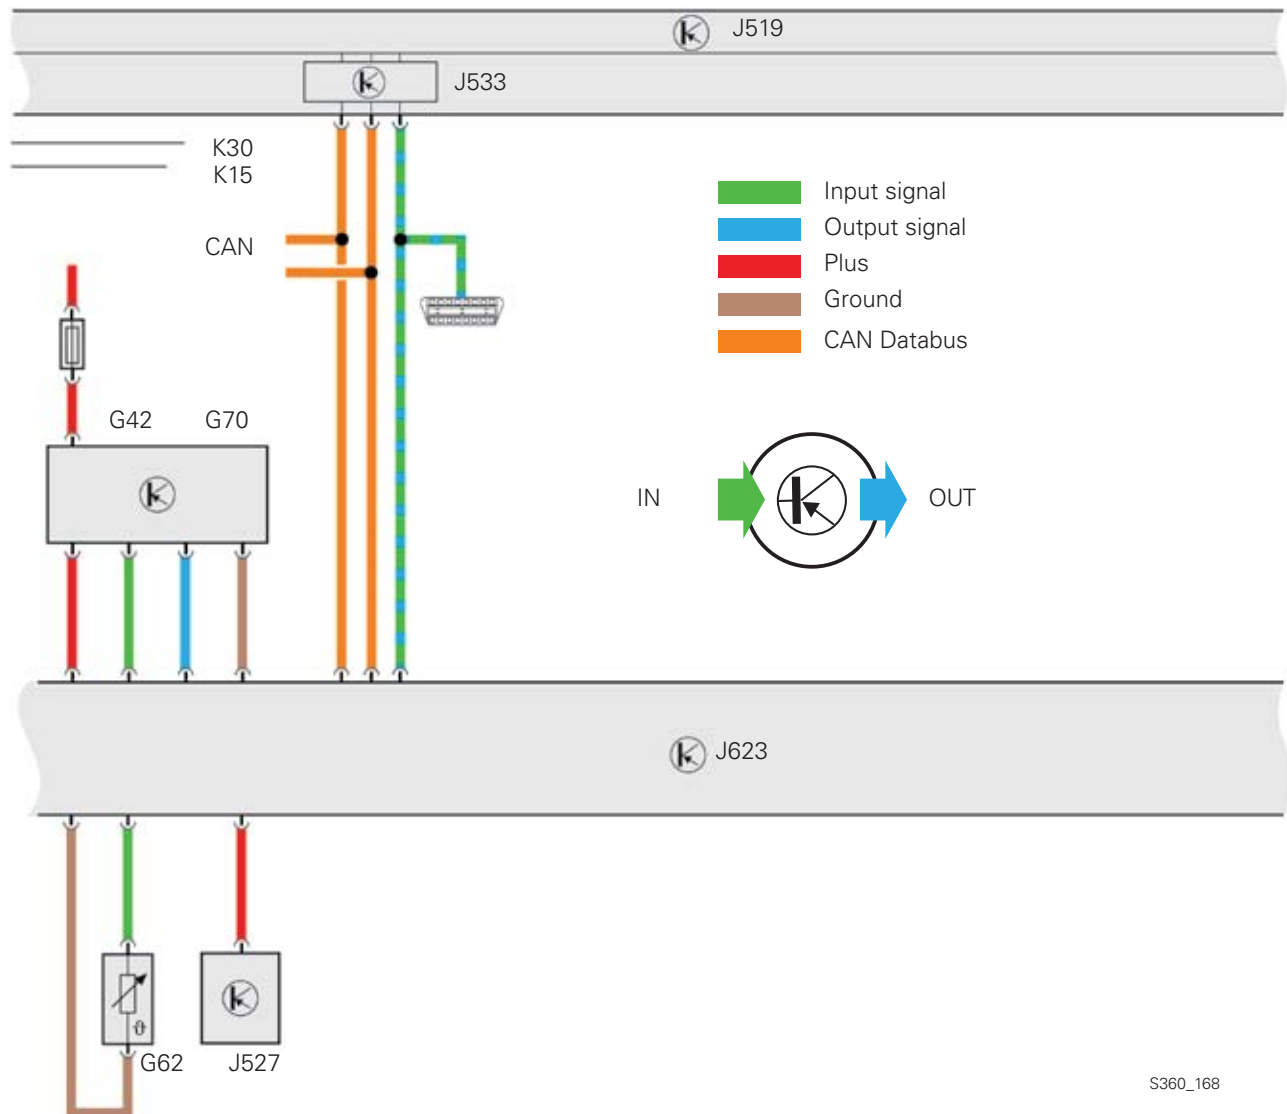 J519
J533
K30
K15
CAN
Input signal
Output signal
Plus
Ground
CAN Databus
G42 G70
IN OUT
J623
G62 J527
S360_168